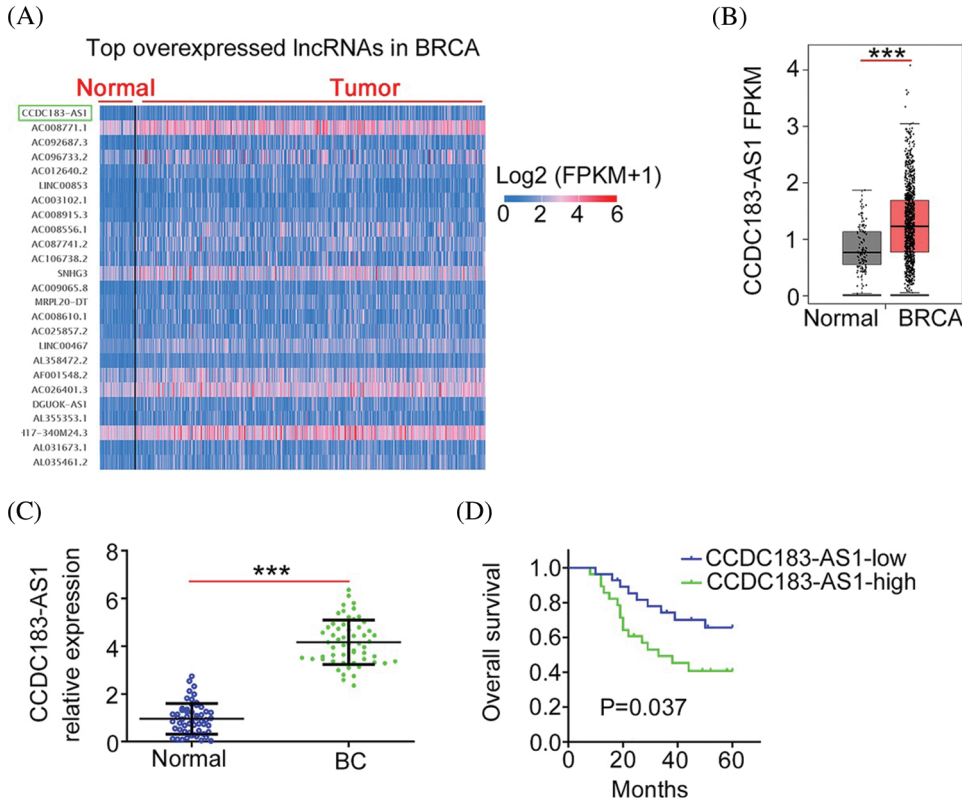 (A)
Top overexpressed lncRNAs in BRCA
Normal Tumor
CCDC183-AS1
AC008771.1
AC092687.3
AC096733.2
AC012640.2
LINC00853
AC003102.1
AC008915.3
AC008556.1
AC087741.2
AC106738.2
SNHG3
AC009065.8
MRPL20-DT
AC008610.1
AC025857.2
LINC00467
AL358472.2
AF001548.2
AC026401.3
DGUOK-AS1
AL355353.1
H17-340M24.3
AL031673.1
AL035461.2
Log2 (FPKM+1)
0 2 4 6
(B)
CCDC183-AS1 FPKM
4
3
2
1
0
***
Normal BRCA
(C)
CCDC183-AS1
relative expression
8
6
4
2
0
***
Normal BC
(D)
Overall survival
1.0
0.8
0.6
0.4
0.2
0.0
CCDC183-AS1-low
CCDC183-AS1-high
P=0.037
0 20 40 60
Months